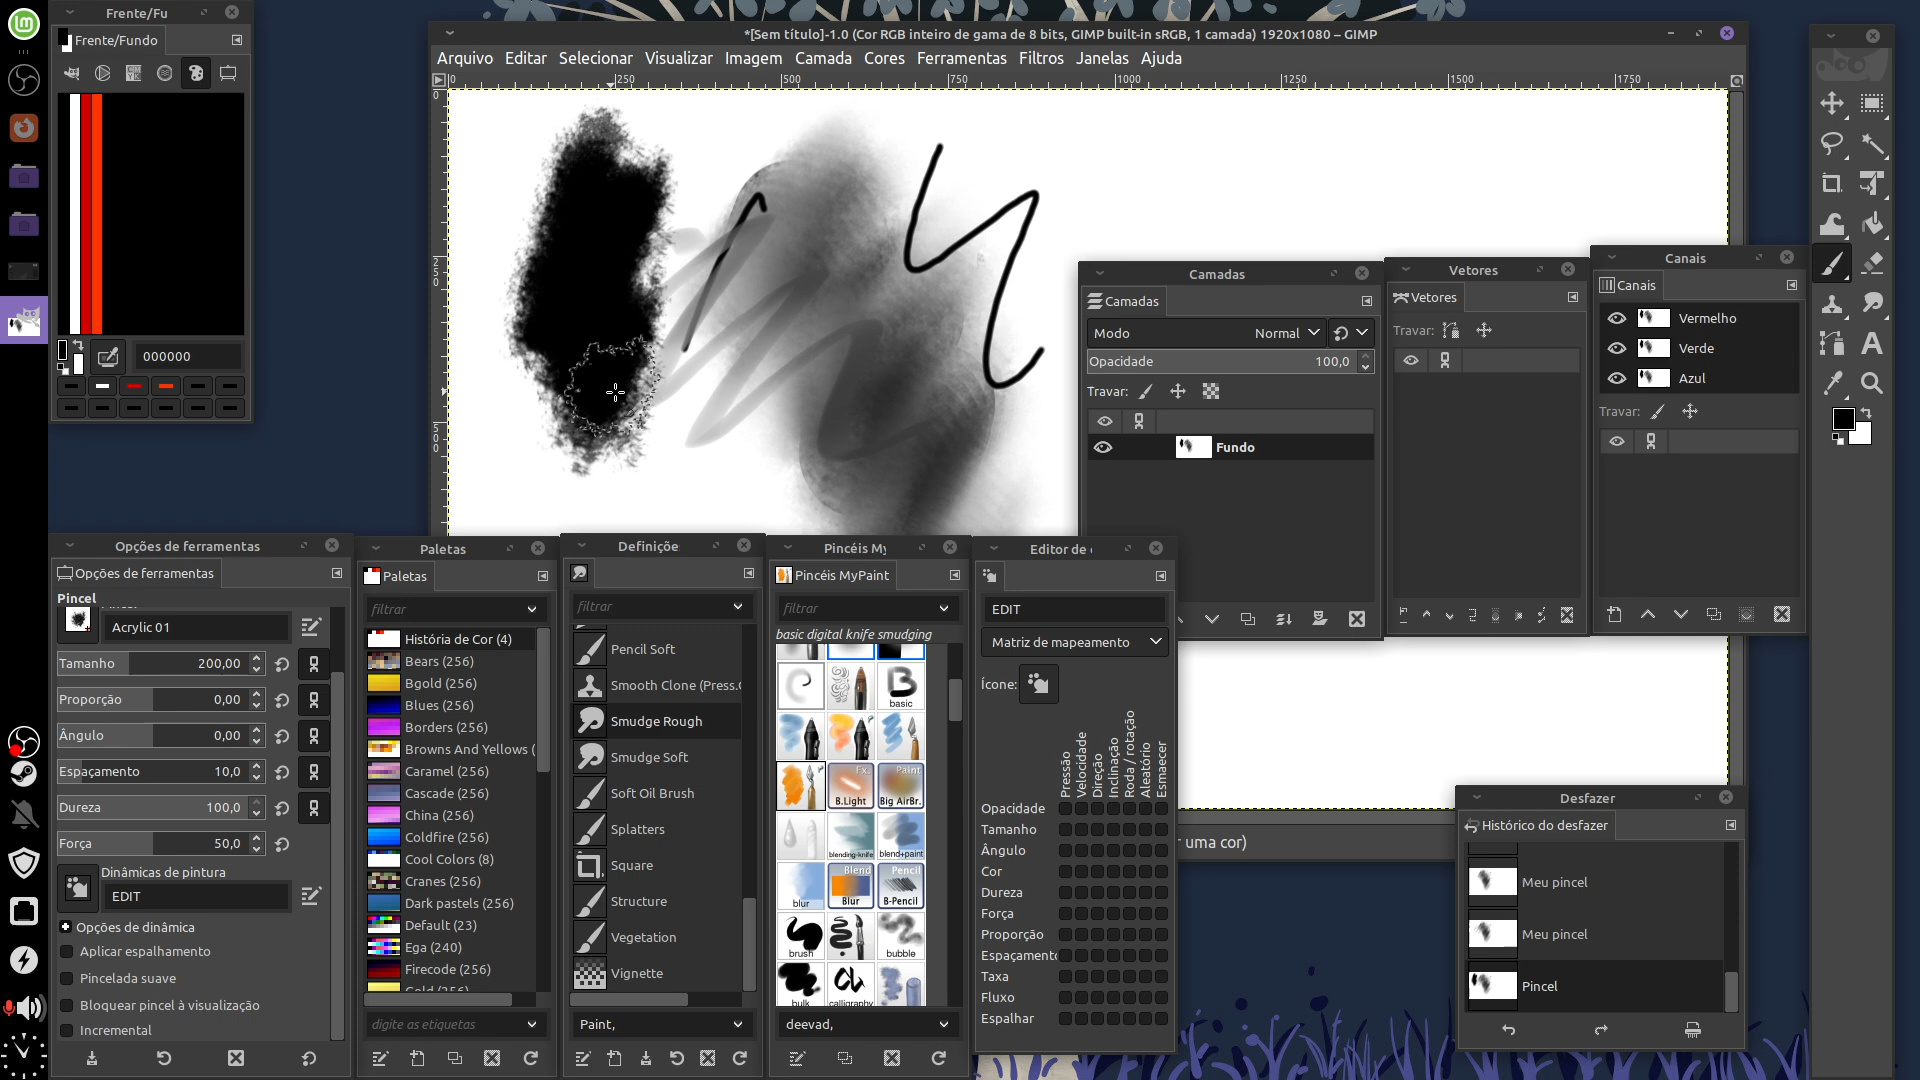 Frente/Fu
Frente/Fundo
000000
*[Sem título]-1.0 (Cor RGB inteiro de gama de 8 bits, GIMP built-in sRGB, 1 camada) 1920x1080 – GIMP
Arquivo Editar Selecionar Visualizar Imagem Camada Cores Ferramentas Filtros Janelas Ajuda
0 250 500 750 1000 1250 1500 1750
0
250
500
Camadas
Camadas
Modo Normal
Opacidade 100,0
Travar:
Fundo
Vetores
Vetores
Travar:
Canais
Canais
Vermelho
Verde
Azul
Travar:
Opções de ferramentas
Opções de ferramentas
Pincel
Acrylic 01
Tamanho 200,00
Proporção 0,00
Ângulo 0,00
Espaçamento 10,0
Dureza 100,0
Força 50,0
Dinâmicas de pintura
EDIT
Opções de dinâmica
Aplicar espalhamento
Pincelada suave
Bloquear pincel à visualização
Incremental
Paletas
Paletas
filtrar
História de Cor (4)
Bears (256)
Bgold (256)
Blues (256)
Borders (256)
Browns And Yellows (
Caramel (256)
Cascade (256)
China (256)
Coldfire (256)
Cool Colors (8)
Cranes (256)
Dark pastels (256)
Default (23)
Ega (240)
Firecode (256)
Gold (256)
digite as etiquetas
Definiçõe
filtrar
Pencil Soft
Smooth Clone (Press.
Smudge Rough
Smudge Soft
Soft Oil Brush
Splatters
Square
Structure
Vegetation
Vignette
Paint,
Pincéis My
Pincéis MyPaint
filtrar
basic digital knife smudging
basic
Fx. Paint
B.Light Big AirBr.
blending-knife blend+paint
Blend Pencil
blur Blur B-Pencil
brush bubble
bulk calligraphy
deevad,
Editor de
EDIT
Matriz de mapeamento
Ícone:
Pressão
Velocidade
Direção
Inclinação
Roda / rotação
Aleatório
Esmaecer
Opacidade
Tamanho
Ângulo
Cor
Dureza
Força
Proporção
Espaçamento
Taxa
Fluxo
Espalhar
r uma cor)
Desfazer
Histórico do desfazer
Meu pincel
Meu pincel
Pincel